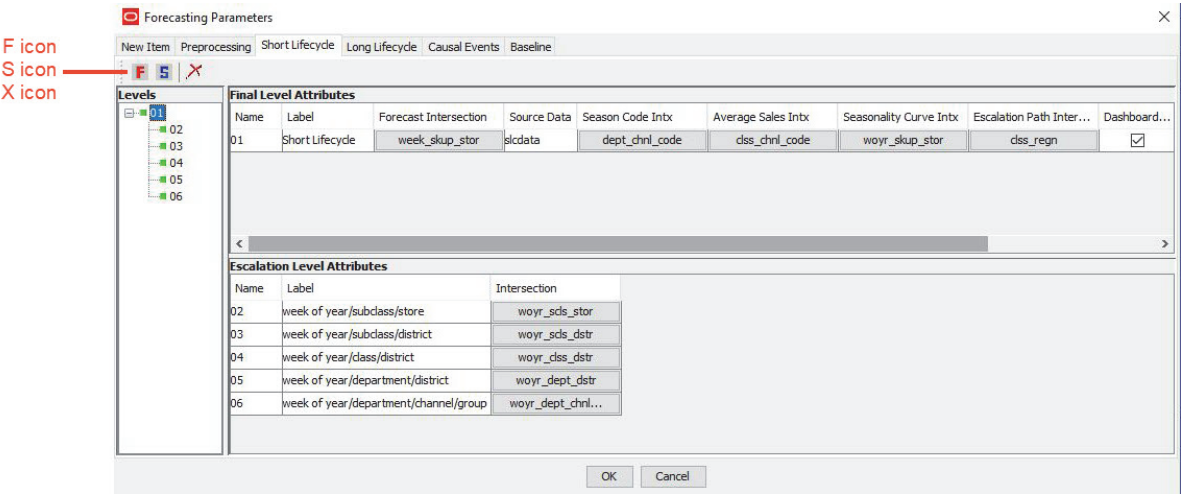 Forecasting Parameters
New Item Preprocessing Short Lifecycle Long Lifecycle Causal Events Baseline
F icon
S icon
X icon
F S X
Levels
01
02
03
04
05
06
Final Level Attributes
Name Label Forecast Intersection Source Data Season Code Intx Average Sales Intx Seasonality Curve Intx Escalation Path Inter... Dashboard...
01 Short Lifecycle week_skup_stor slcdata dept_chnl_code clss_chnl_code woyr_skup_stor clss_regn
Escalation Level Attributes
Name Label Intersection
02 week of year/subclass/store woyr_scls_stor
03 week of year/subclass/district woyr_scls_dstr
04 week of year/class/district woyr_clss_dstr
05 week of year/department/district woyr_dept_dstr
06 week of year/department/channel/group woyr_dept_chnl...
OK Cancel